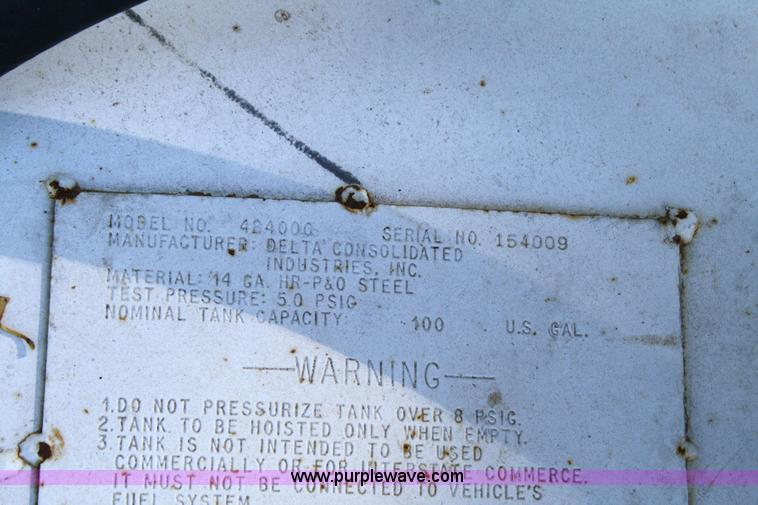 MODEL NO. 484000 SERIAL NO. 154009
MANUFACTURER: DELTA CONSOLIDATED
INDUSTRIES, INC.
MATERIAL: 14 GA. HR-P&O STEEL
TEST PRESSURE: 5.0 PSIG
NOMINAL TANK CAPACITY 100 U.S. GAL.
WARNING
1. DO NOT PRESSURIZE TANK OVER 8 PSIG.
2. TANK TO BE HOISTED ONLY WHEN EMPTY.
3. TANK IS NOT INTENDED TO BE USED
COMMERCIALLY OR FOR INTERSTATE COMMERCE.
IT MUST NOT BE CONNECTED TO VEHICLE'S
FUEL SYSTEM
www.purplewave.com